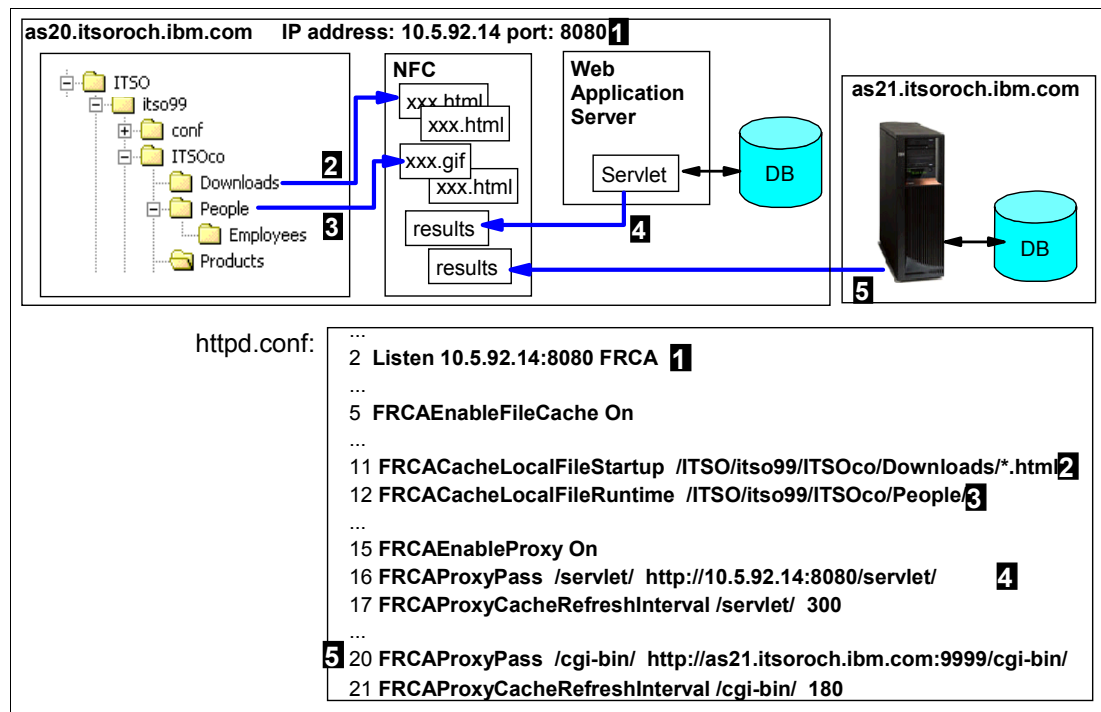 as20.itsoroch.ibm.com IP address: 10.5.92.14 port: 8080 1
ITSO
itso99
conf
ITSOco
Downloads
People
Employees
Products
2
3
NFC
xxx.html
xxx.html
xxx.gif
xxx.html
results
results
Web
Application
Server
Servlet
DB
4
as21.itsoroch.ibm.com
DB
5
httpd.conf:
...
2 Listen 10.5.92.14:8080 FRCA 1
...
5 FRCAEnableFileCache On
...
11 FRCACacheLocalFileStartup /ITSO/itso99/ITSOco/Downloads/*.html 2
12 FRCACacheLocalFileRuntime /ITSO/itso99/ITSOco/People/ 3
...
15 FRCAEnableProxy On
16 FRCAProxyPass /servlet/ http://10.5.92.14:8080/servlet/ 4
17 FRCAProxyCacheRefreshInterval /servlet/ 300
...
5 20 FRCAProxyPass /cgi-bin/ http://as21.itsoroch.ibm.com:9999/cgi-bin/
21 FRCAProxyCacheRefreshInterval /cgi-bin/ 180